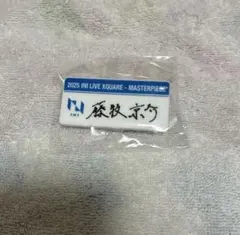 2025 INI LIVE XQUARE - MASTERPIECE
INI
藤牧京介